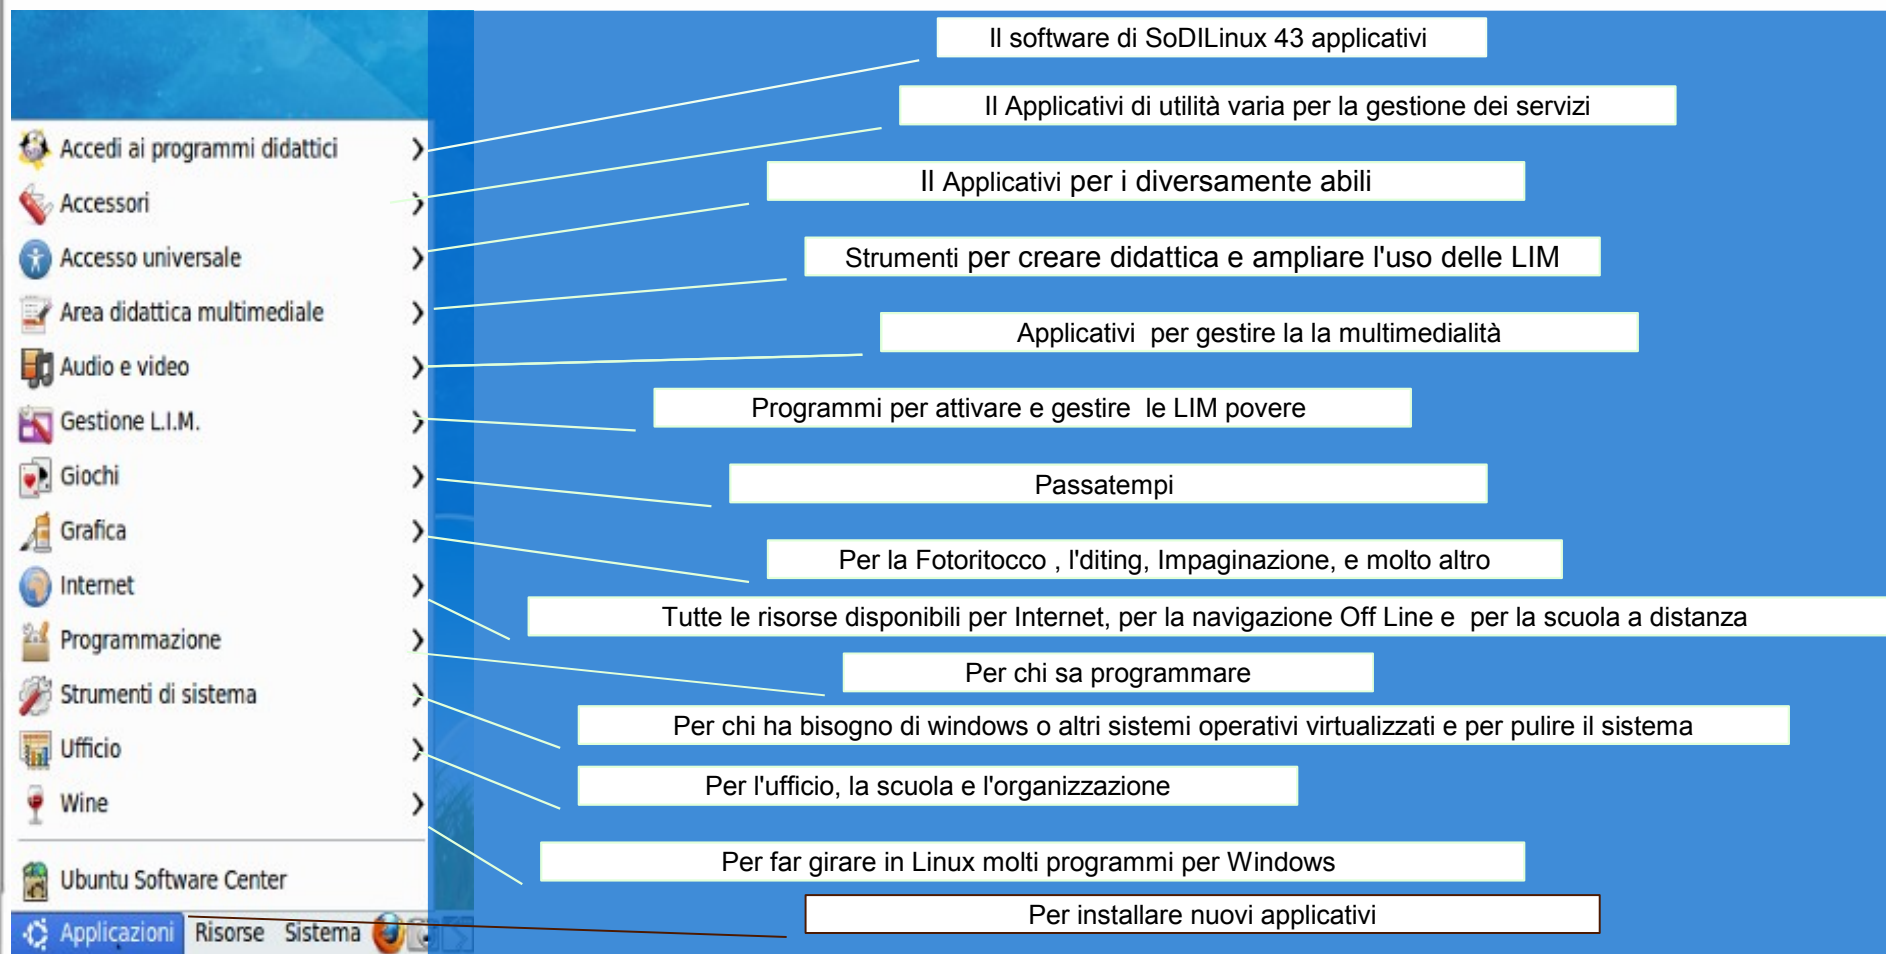 Il software di SoDILinux 43 applicativi
Il Applicativi di utilità varia per la gestione dei servizi
Accedi ai programmi didattici
Il Applicativi per i diversamente abili
Accessori
Strumenti per creare didattica e ampliare l'uso delle LIM
Accesso universale
Area didattica multimediale
Applicativi per gestire la la multimedialità
Audio e video
Programmi per attivare e gestire le LIM povere
Gestione L.I.M.
Giochi
Passatempi
Grafica
Per la Fotoritocco , l'diting, Impaginazione, e molto altro
Internet
Tutte le risorse disponibili per Internet, per la navigazione Off Line e per la scuola a distanza
Programmazione
Per chi sa programmare
Strumenti di sistema
Per chi ha bisogno di windows o altri sistemi operativi virtualizzati e per pulire il sistema
Ufficio
Per l'ufficio, la scuola e l'organizzazione
Wine
Per far girare in Linux molti programmi per Windows
Ubuntu Software Center
Per installare nuovi applicativi
Applicazioni Risorse Sistema